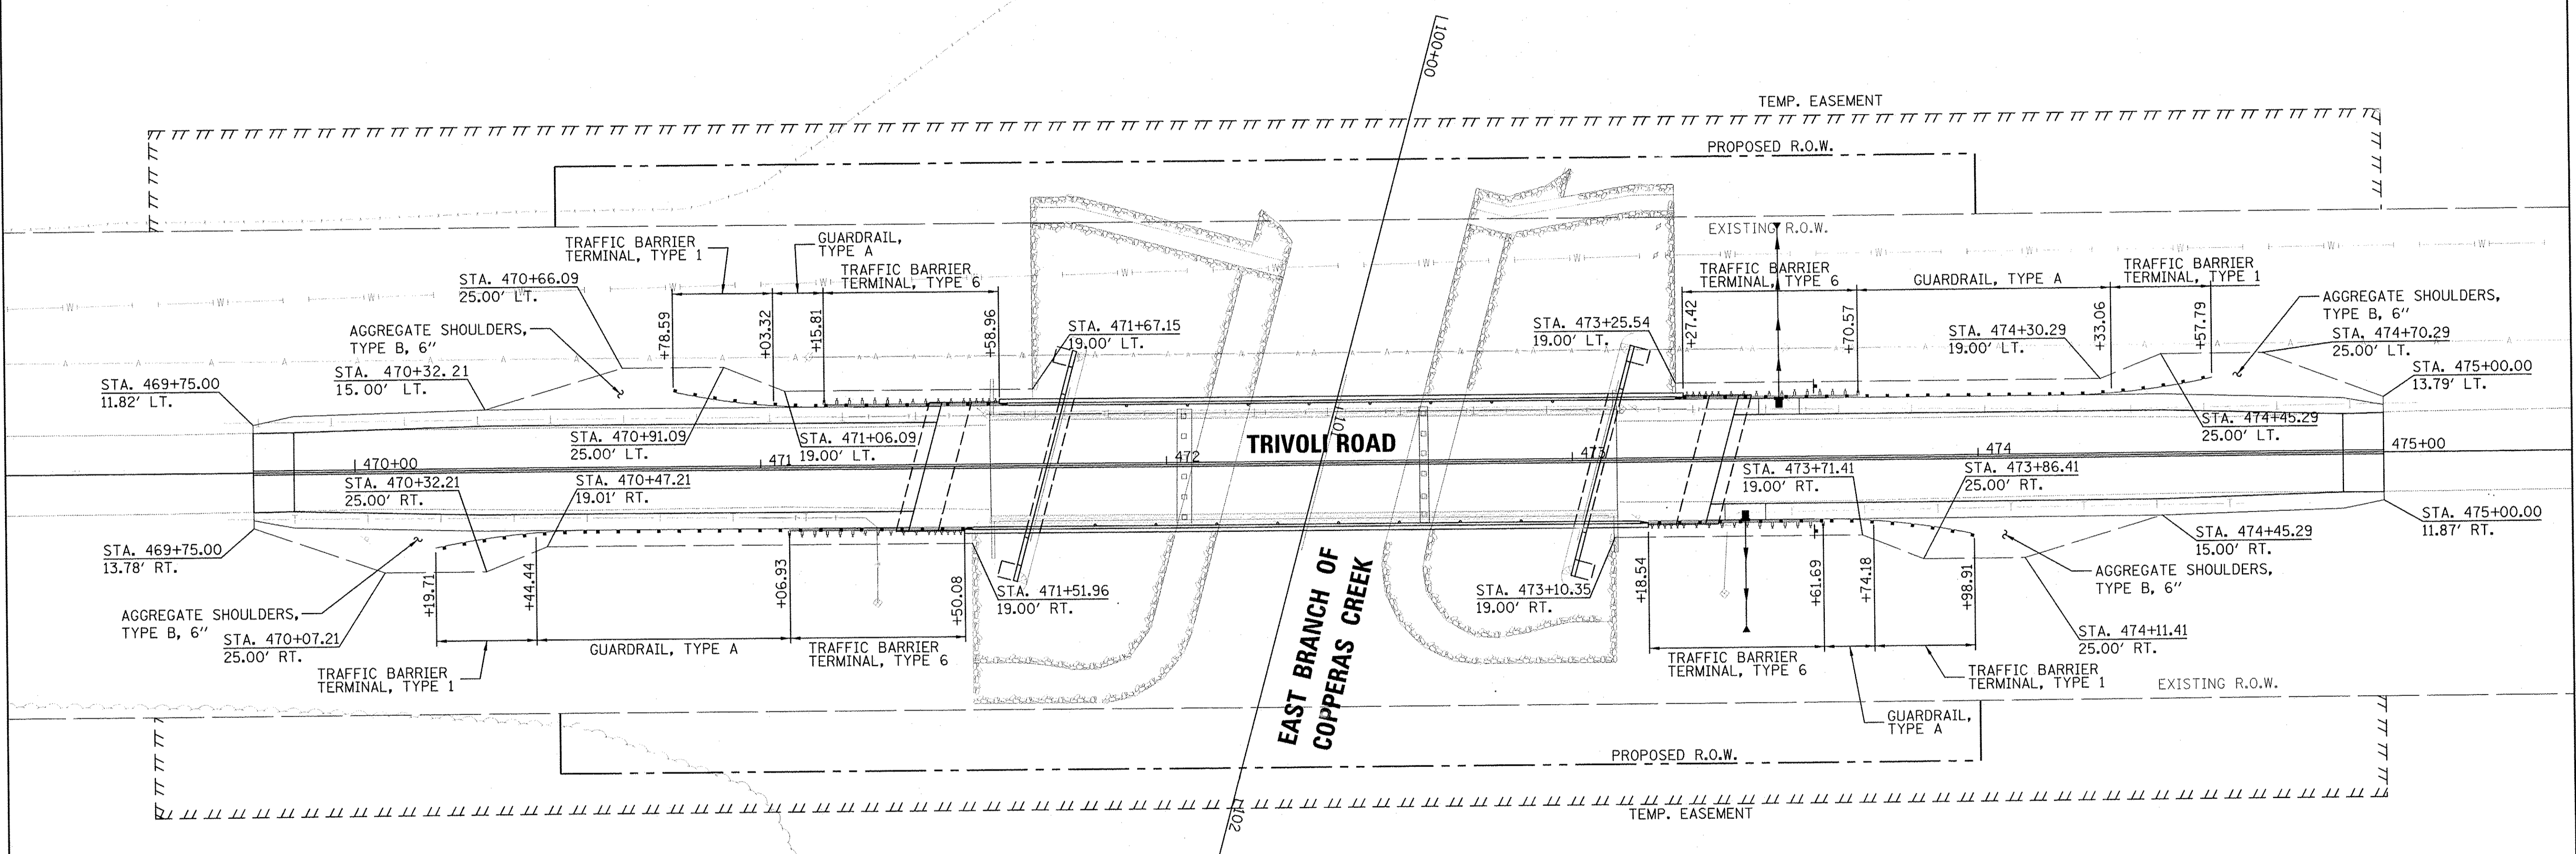 100+00
TEMP. EASEMENT
PROPOSED R.O.W.
EXISTING R.O.W.
TRAFFIC BARRIER
TERMINAL, TYPE 1
GUARDRAIL,
TYPE A
TRAFFIC BARRIER
TERMINAL, TYPE 6
STA. 470+66.09
25.00' LT.
AGGREGATE SHOULDERS,
TYPE B, 6"
STA. 470+32.21
15.00' LT.
STA. 469+75.00
11.82' LT.
+78.59
+03.32
+15.81
+58.96
STA. 471+67.15
19.00' LT.
STA. 470+91.09
25.00' LT.
STA. 471+06.09
19.00' LT.
TRAFFIC BARRIER
TERMINAL, TYPE 6
GUARDRAIL, TYPE A
TRAFFIC BARRIER
TERMINAL, TYPE 1
STA. 473+25.54
19.00' LT.
+27.42
+70.57
STA. 474+30.29
19.00' LT.
+33.06
+57.79
AGGREGATE SHOULDERS,
TYPE B, 6"
STA. 474+70.29
25.00' LT.
STA. 475+00.00
13.79' LT.
STA. 474+45.29
25.00' LT.
W
W
W
W
W
W
W
W
W
W
470+00
471
472
TRIVOLI ROAD
101
473
474
475+00
STA. 470+32.21
25.00' RT.
STA. 470+47.21
19.01' RT.
STA. 473+71.41
19.00' RT.
STA. 473+86.41
25.00' RT.
STA. 469+75.00
13.78' RT.
AGGREGATE SHOULDERS,
TYPE B, 6"
STA. 470+07.21
25.00' RT.
+19.71
+44.44
+06.93
+50.08
STA. 471+51.96
19.00' RT.
TRAFFIC BARRIER
TERMINAL, TYPE 1
GUARDRAIL, TYPE A
TRAFFIC BARRIER
TERMINAL, TYPE 6
EAST BRANCH OF
COPPERAS CREEK
STA. 473+10.35
19.00' RT.
+18.54
+61.69
+74.18
+98.91
STA. 474+45.29
15.00' RT.
STA. 475+00.00
11.87' RT.
AGGREGATE SHOULDERS,
TYPE B, 6"
STA. 474+11.41
25.00' RT.
TRAFFIC BARRIER
TERMINAL, TYPE 6
TRAFFIC BARRIER
TERMINAL, TYPE 1
GUARDRAIL,
TYPE A
EXISTING R.O.W.
PROPOSED R.O.W.
TEMP. EASEMENT
102